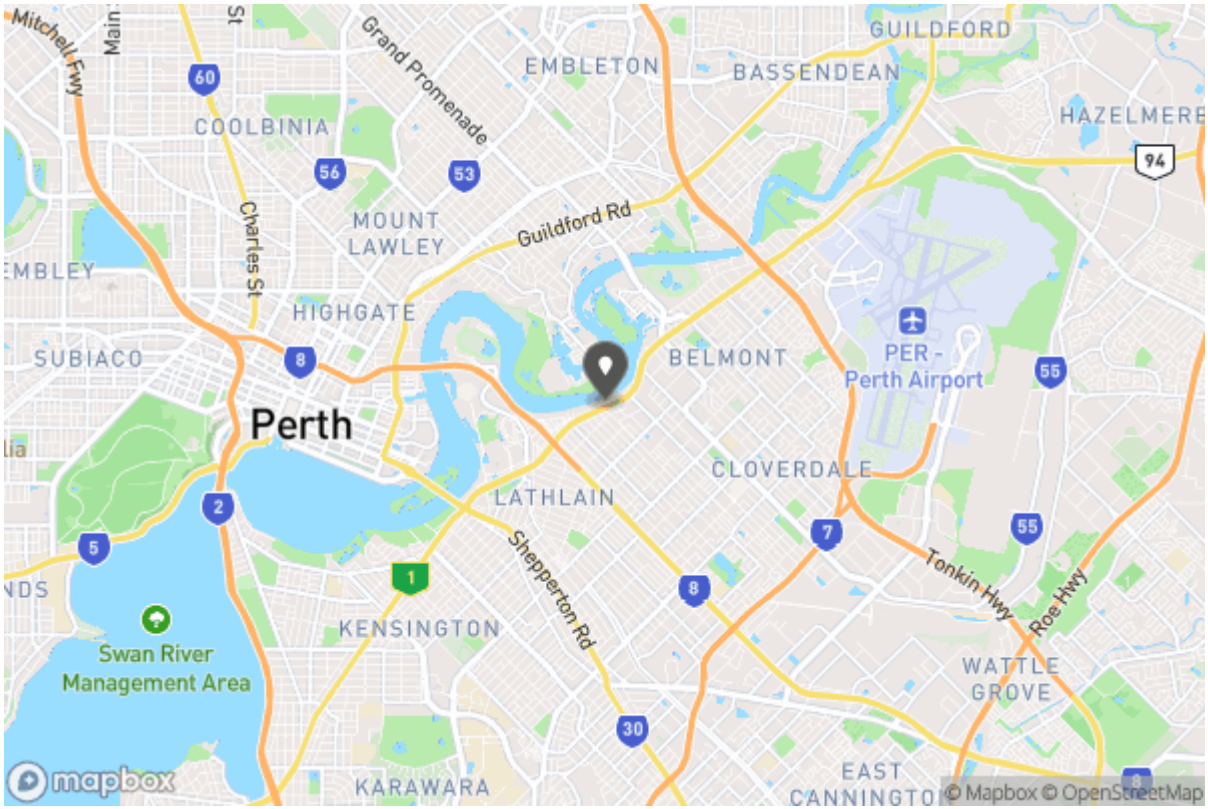 Mitchell Fwy
Main
St
60
Grand Promenade
EMBLETON
GUILDFORD
BASSENDEAN
HAZELMERE
COOLBINIA
56
53
94
MOUNT
LAWLEY
Guildford Rd
Charles St
EMBLEY
HIGHGATE
SUBIACO
8
BELMONT
PER -
Perth Airport
55
Perth
lia
CLOVERDALE
LATHLAIN
2
5
7
55
Shepperton Rd
Tonkin Hwy
Roe Hwy
1
8
1
NDS
KENSINGTON
Swan River
Management Area
WATTLE
GROVE
30
KARAWARA
EAST
CANNINGTON
8
mapbox
© Mapbox © OpenStreetMap